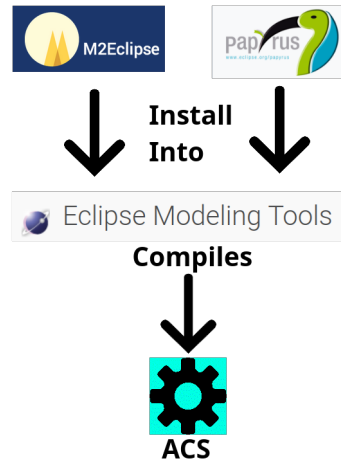 M2Eclipse
papyrus
www.eclipse.org/papyrus
Install
Into
Eclipse Modeling Tools
Compiles
ACS